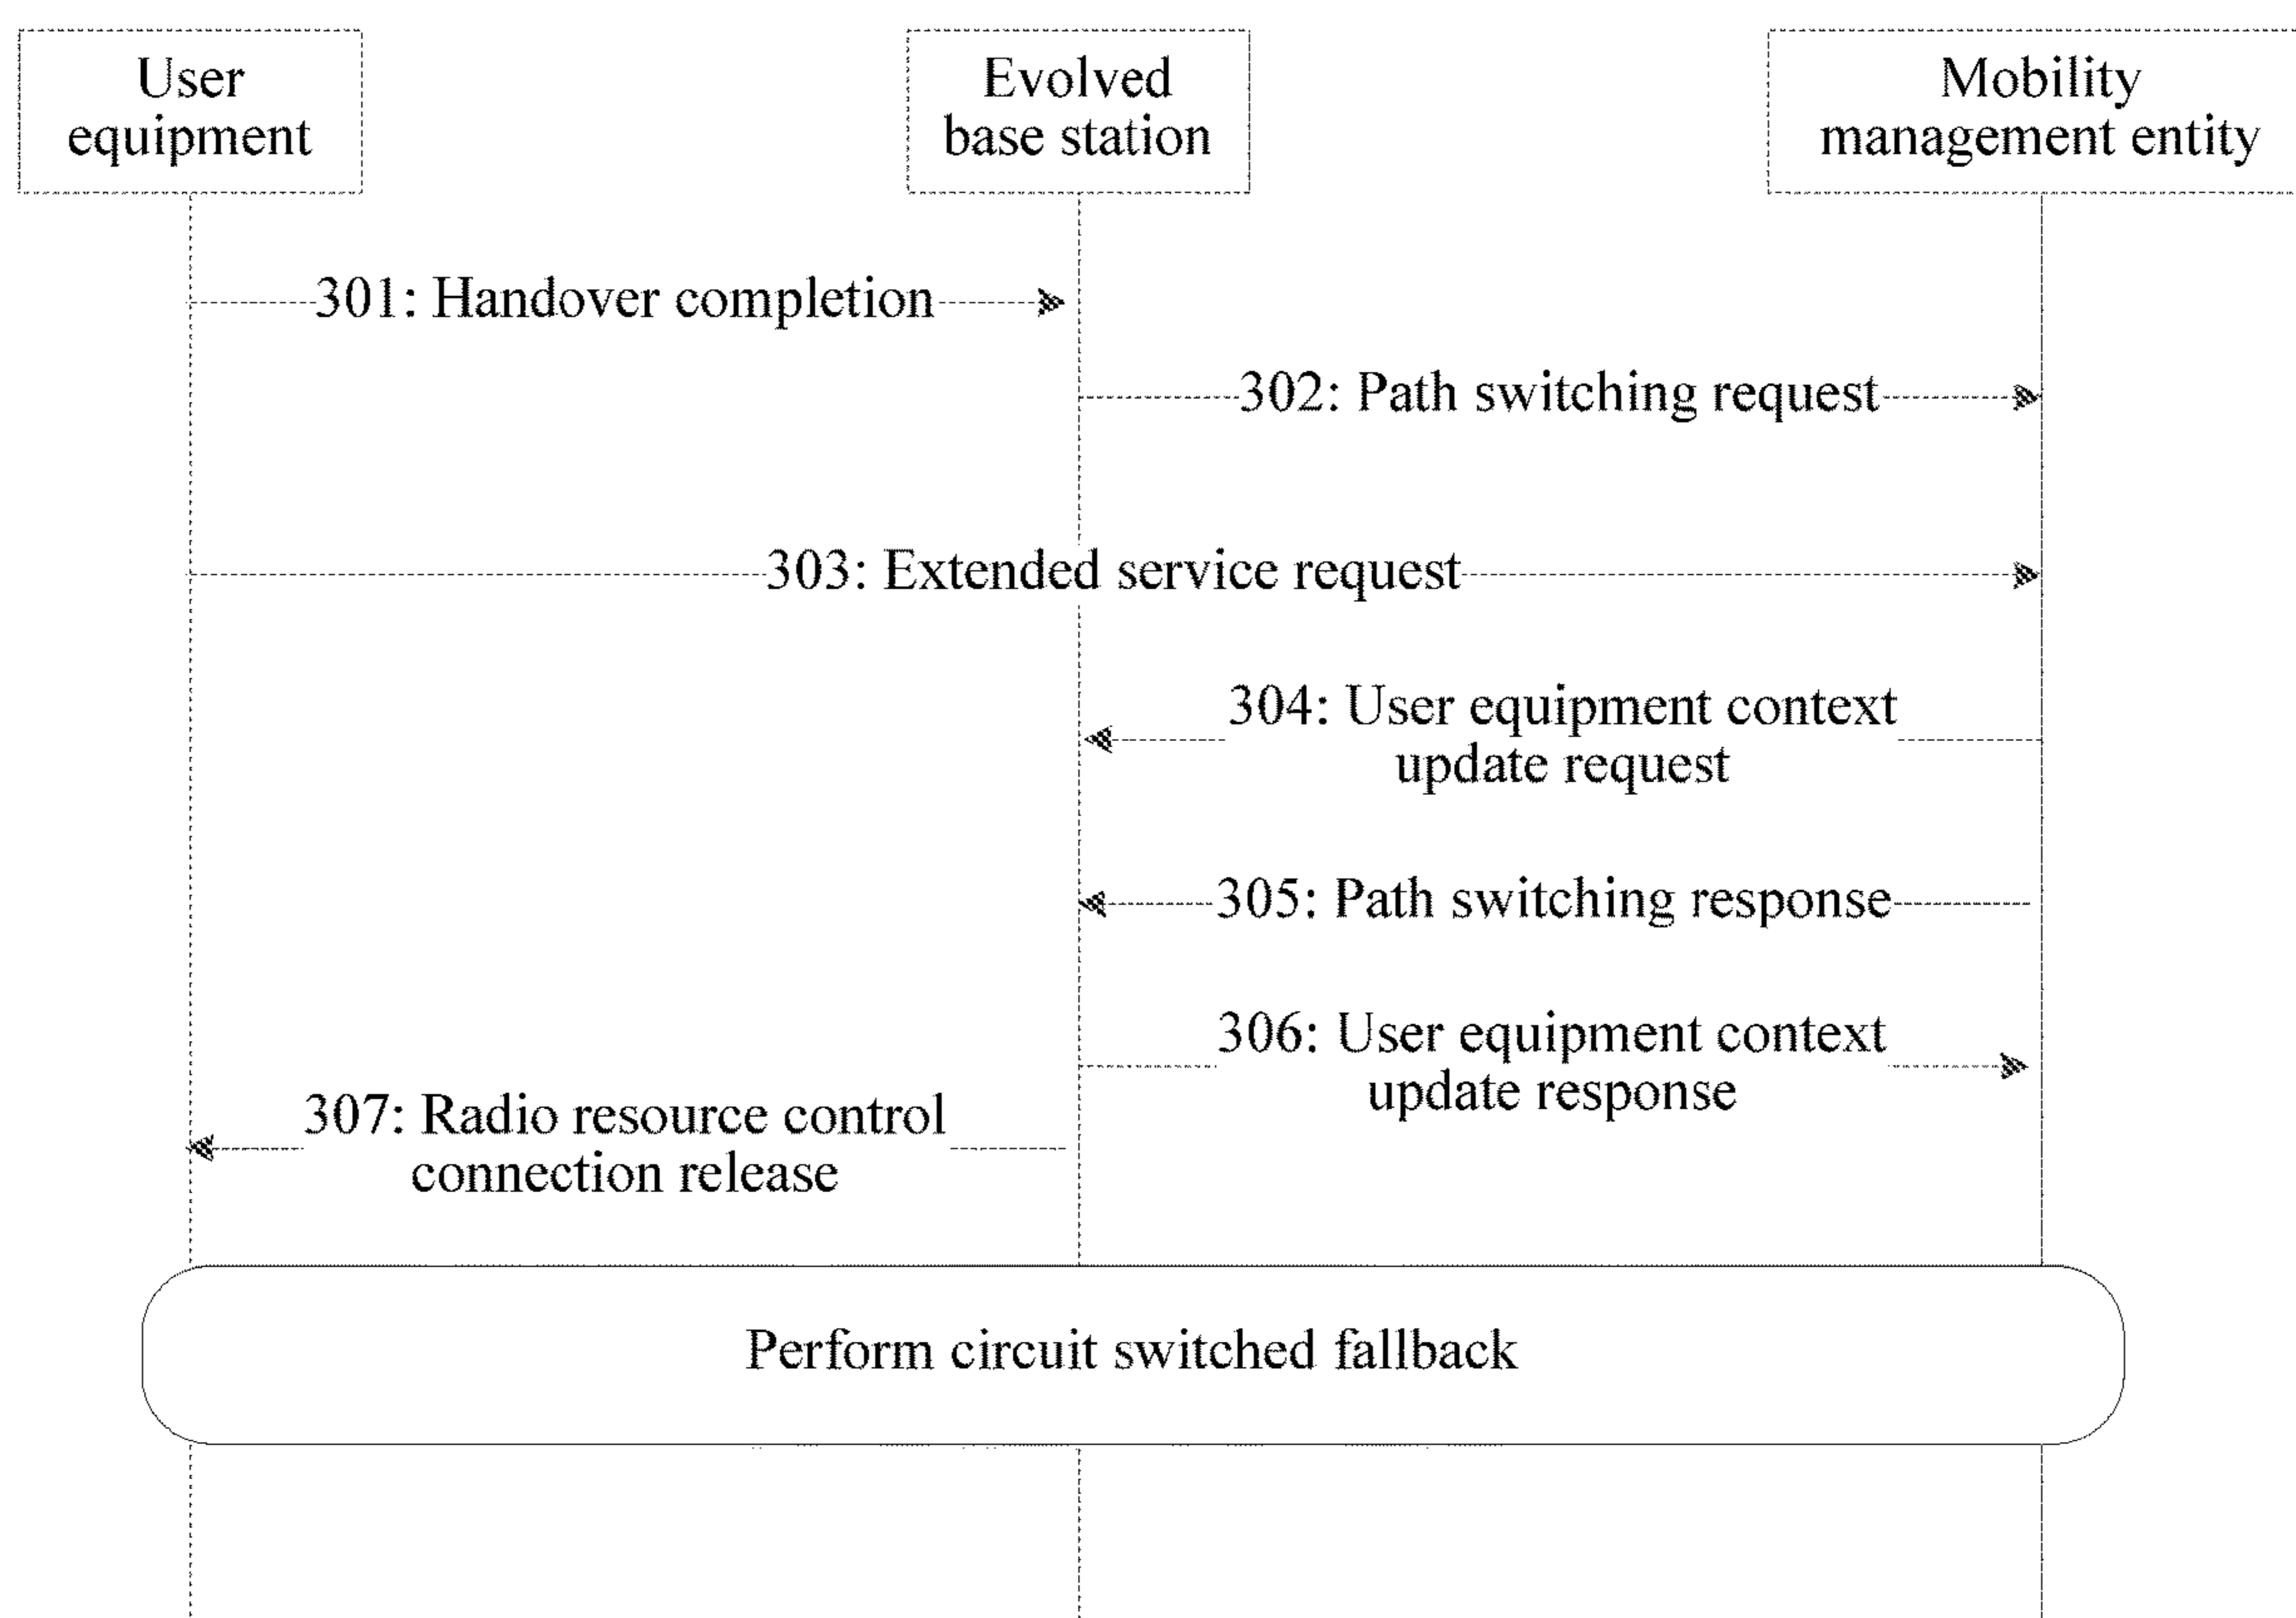 User
equipment
Evolved
base station
Mobility
management entity
301: Handover completion
302: Path switching request
303: Extended service request
304: User equipment context
update request
305: Path switching response
306: User equipment context
update response
307: Radio resource control
connection release
Perform circuit switched fallback